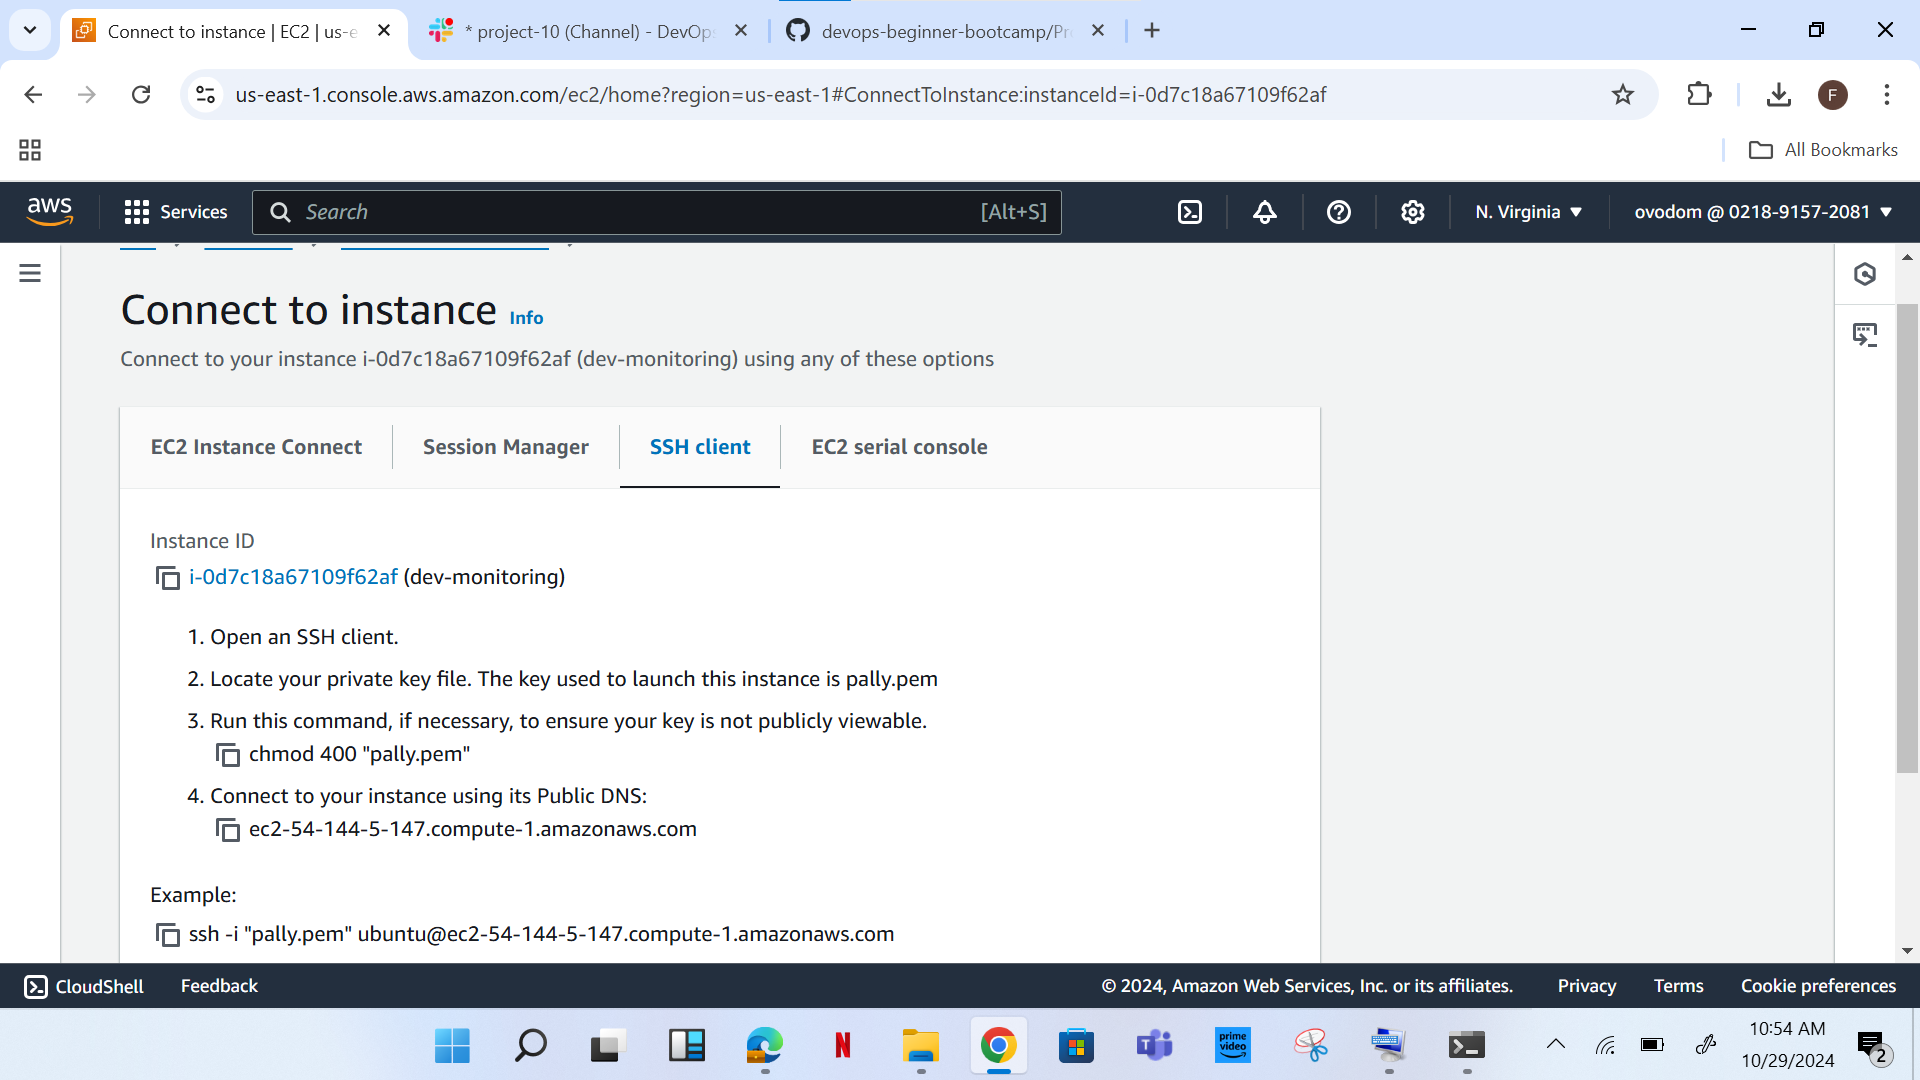 Connect to instance | EC2 | us-e
* project-10 (Channel) - DevOp
devops-beginner-bootcamp/Pr
us-east-1.console.aws.amazon.com/ec2/home?region=us-east-1#ConnectToInstance:instanceId=i-0d7c18a67109f62af
F
All Bookmarks
aws
Services
Search
[Alt+S]
N. Virginia
ovodom @ 0218-9157-2081
Connect to instance Info
Connect to your instance i-0d7c18a67109f62af (dev-monitoring) using any of these options
EC2 Instance Connect
Session Manager
SSH client
EC2 serial console
Instance ID
i-0d7c18a67109f62af (dev-monitoring)
1. Open an SSH client.
2. Locate your private key file. The key used to launch this instance is pally.pem
3. Run this command, if necessary, to ensure your key is not publicly viewable.
chmod 400 "pally.pem"
4. Connect to your instance using its Public DNS:
ec2-54-144-5-147.compute-1.amazonaws.com
Example:
ssh -i "pally.pem" ubuntu@ec2-54-144-5-147.compute-1.amazonaws.com
CloudShell
Feedback
© 2024, Amazon Web Services, Inc. or its affiliates.
Privacy
Terms
Cookie preferences
N
prime video
10:54 AM
10/29/2024
2